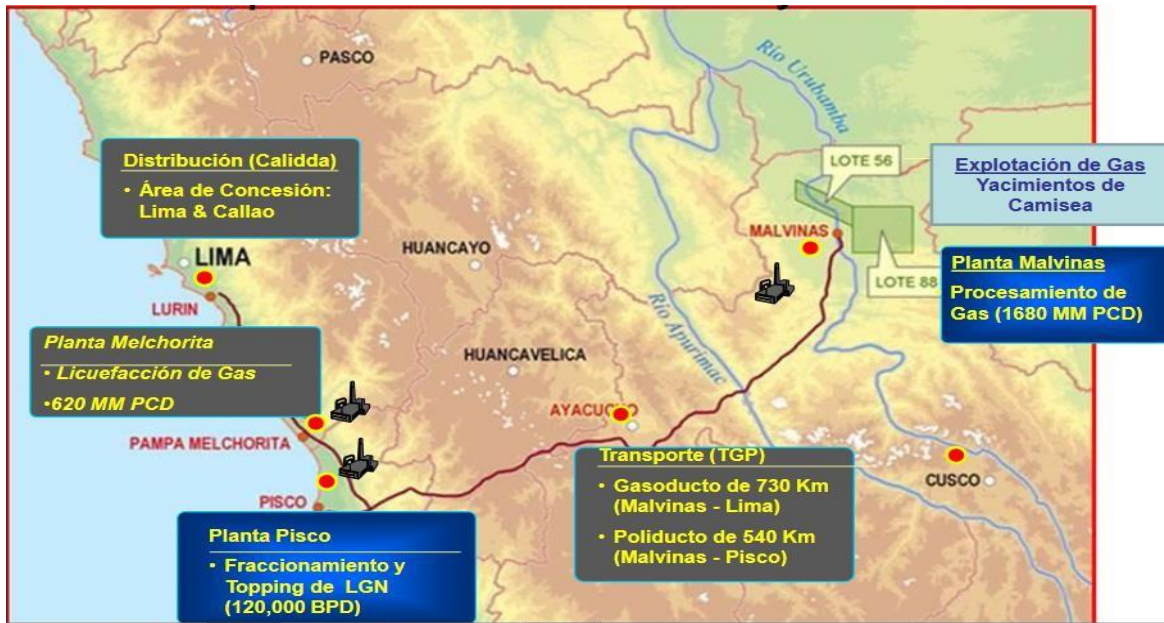 PASCO
Río Urubamba
Distribución (Calidda)
• Área de Concesión:
Lima & Callao
LOTE 56
Explotación de Gas
Yacimientos de
Camisea
LIMA
HUANCAYO
MALVINAS
LURIN
LOTE 88
Planta Malvinas
Procesamiento de
Gas (1680 MM PCD)
Río Apurimac
Planta Melchorita
• Licuefacción de Gas
•620 MM PCD
HUANCAVELICA
AYACUCHO
PAMPA MELCHORITA
Transporte (TGP)
• Gasoducto de 730 Km
(Malvinas - Lima)
• Poliducto de 540 Km
(Malvinas - Pisco)
CUSCO
PISCO
Planta Pisco
• Fraccionamiento y
Topping de LGN
(120,000 BPD)